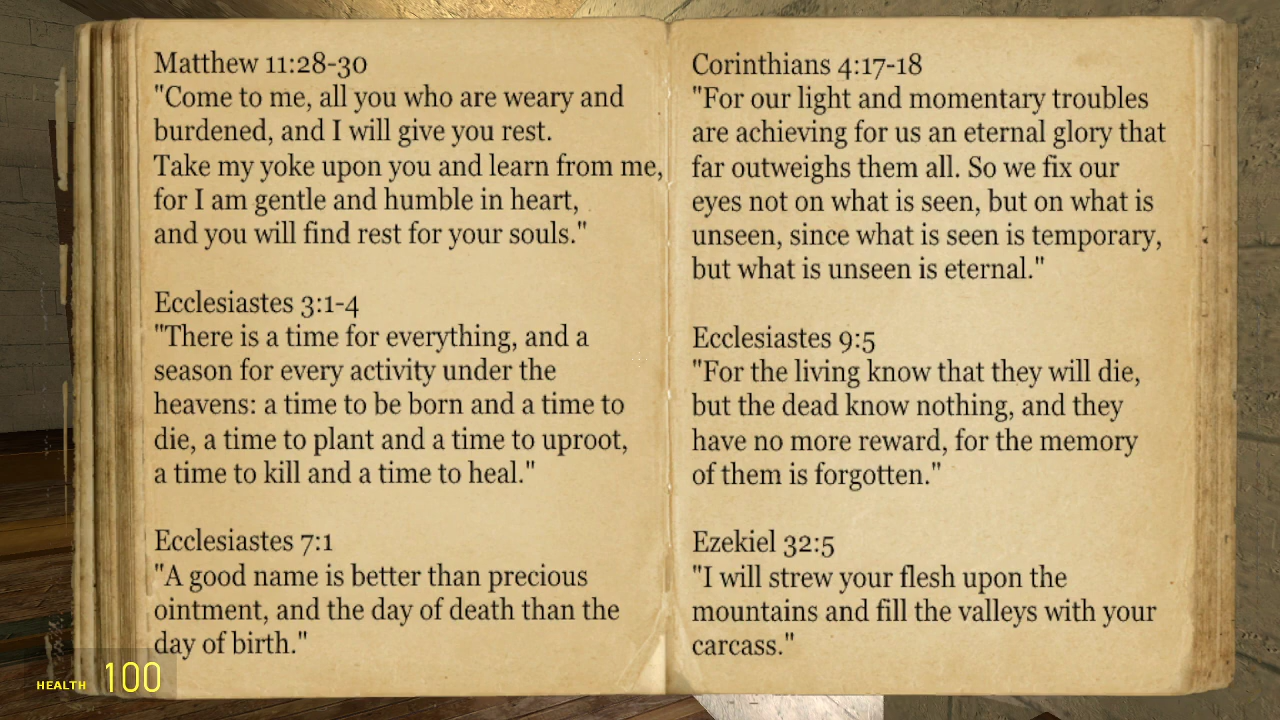 Matthew 11:28-30
"Come to me, all you who are weary and
burdened, and I will give you rest.
Take my yoke upon you and learn from me,
for I am gentle and humble in heart,
and you will find rest for your souls."
Ecclesiastes 3:1-4
"There is a time for everything, and a
season for every activity under the
heavens: a time to be born and a time to
die, a time to plant and a time to uproot,
a time to kill and a time to heal."
Ecclesiastes 7:1
"A good name is better than precious
ointment, and the day of death than the
day of birth."
Corinthians 4:17-18
"For our light and momentary troubles
are achieving for us an eternal glory that
far outweighs them all. So we fix our
eyes not on what is seen, but on what is
unseen, since what is seen is temporary,
but what is unseen is eternal."
Ecclesiastes 9:5
"For the living know that they will die,
but the dead know nothing, and they
have no more reward, for the memory
of them is forgotten."
Ezekiel 32:5
"I will strew your flesh upon the
mountains and fill the valleys with your
carcass."
HEALTH 100